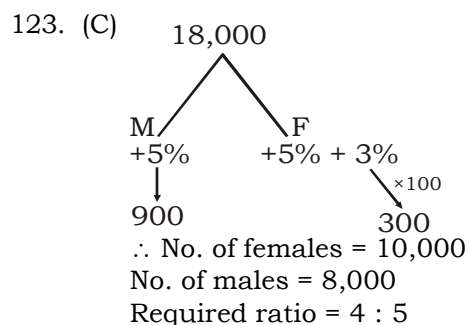 123. (C)
18,000
M F
+5% +5% + 3%
×100
900 300
∴ No. of females = 10,000
No. of males = 8,000
Required ratio = 4 : 5